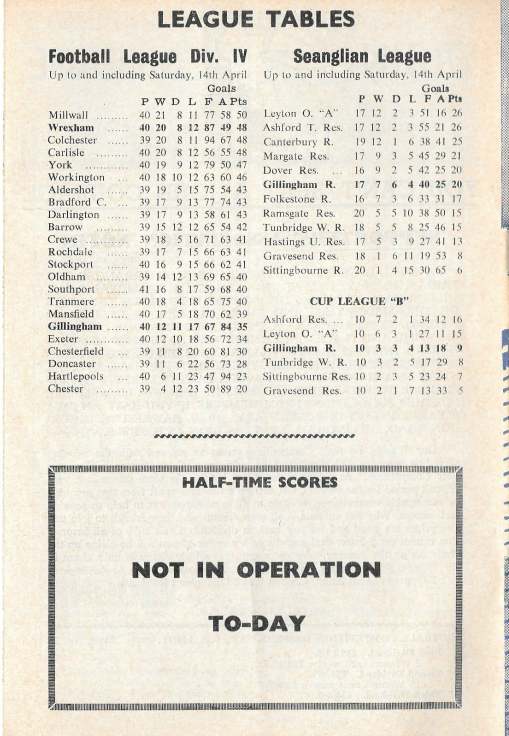 LEAGUE TABLES
Football League Div. IV
Up to and including Saturday, 14th April
Goals
P W D L F A Pts
Millwall ......... 40 21 8 11 77 58 50
Wrexham ...... 40 20 8 12 87 49 48
Colchester ...... 39 20 8 11 94 67 48
Carlisle ......... 40 20 8 12 56 55 48
York ............ 40 19 9 12 79 50 47
Workington ... 40 18 10 12 63 60 46
Aldershot ...... 39 19 5 15 75 54 43
Bradford C. ... 39 17 9 13 77 74 43
Darlington ...... 39 17 9 13 58 61 43
Barrow ......... 39 15 12 12 65 54 42
Crewe ......... 39 18 5 16 71 63 41
Rochdale ...... 39 17 7 15 66 63 41
Stockport ...... 40 16 9 15 66 62 41
Oldham ......... 39 14 12 13 69 65 40
Southport ...... 41 16 8 17 59 68 40
Tranmere ...... 40 18 4 18 65 75 40
Mansfield ...... 40 17 5 18 70 62 39
Gillingham ...... 40 12 11 17 67 84 35
Exeter ............ 40 12 10 18 56 72 34
Chesterfield ... 39 11 8 20 60 81 30
Doncaster ...... 39 11 6 22 56 73 28
Hartlepools ... 40 6 11 23 47 94 23
Chester ......... 39 4 12 23 50 89 20
Seanglian League
Up to and including Saturday, 14th April
Goals
P W D L F A Pts
Leyton O. "A" 17 12 2 3 51 16 26
Ashford T. Res. 17 12 2 3 55 21 26
Canterbury R. 19 12 1 6 38 41 25
Margate Res. 17 9 3 5 45 29 21
Dover Res. ... 16 9 2 5 42 25 20
Gillingham R. 17 7 6 4 40 25 20
Folkestone R. 16 7 3 6 33 31 17
Ramsgate Res. 20 5 5 10 38 50 15
Tunbridge W. R. 18 5 5 8 25 46 15
Hastings U. Res. 17 5 3 9 27 41 13
Gravesend Res. 18 1 6 11 19 53 8
Sittingbourne R. 20 1 4 15 30 65 6
CUP LEAGUE "B"
Ashford Res. ... 10 7 2 1 34 12 16
Leyton O. "A" 10 6 3 1 27 11 15
Gillingham R. 10 3 3 4 13 18 9
Tunbridge W. R. 10 3 2 5 17 29 8
Sittingbourne Res. 10 2 3 5 23 24 7
Gravesend Res. 10 2 1 7 13 33 5
HALF-TIME SCORES
NOT IN OPERATION
TO-DAY